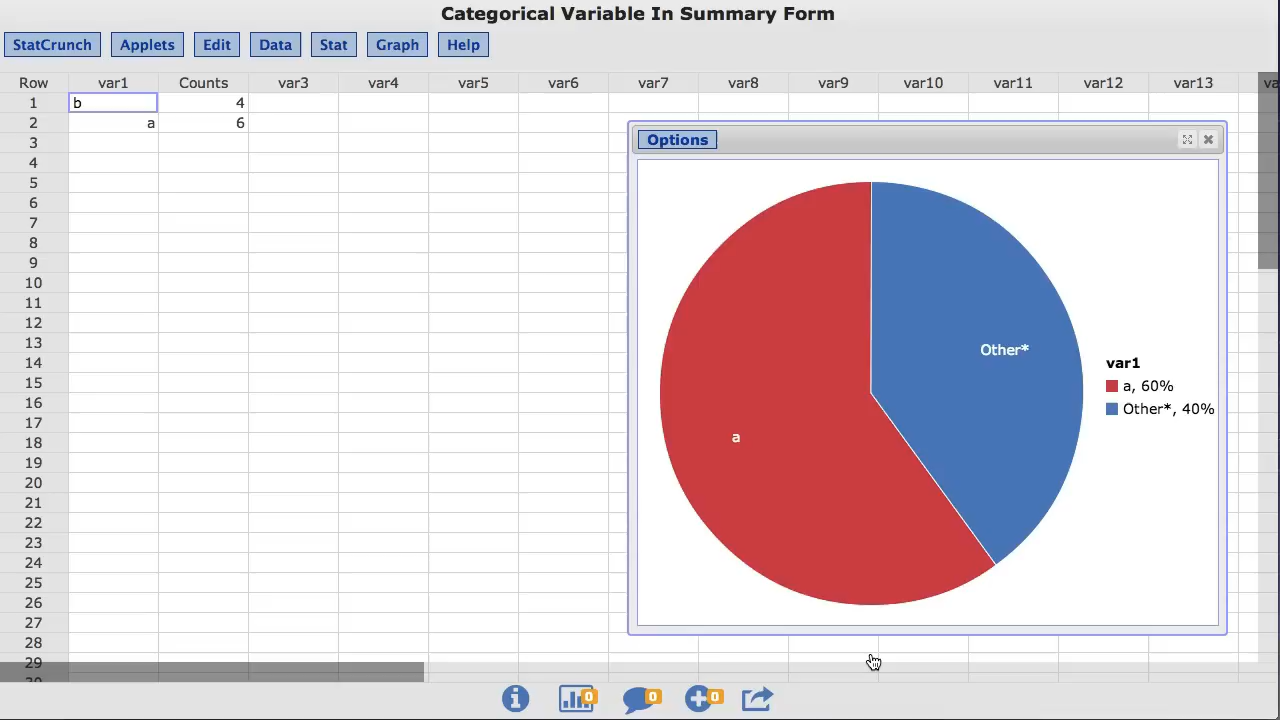 Categorical Variable In Summary Form
StatCrunch Applets Edit Data Stat Graph Help
Row var1 Counts var3 var4 var5 var6 var7 var8 var9 var10 var11 var12 var13
1 b 4
2 a 6
3
4
5
6
7
8
9
10
11
12
13
14
15
16
17
18
19
20
21
22
23
24
25
26
27
28
29
Options
Other*
a
var1
a, 60%
Other*, 40%
0 0 0